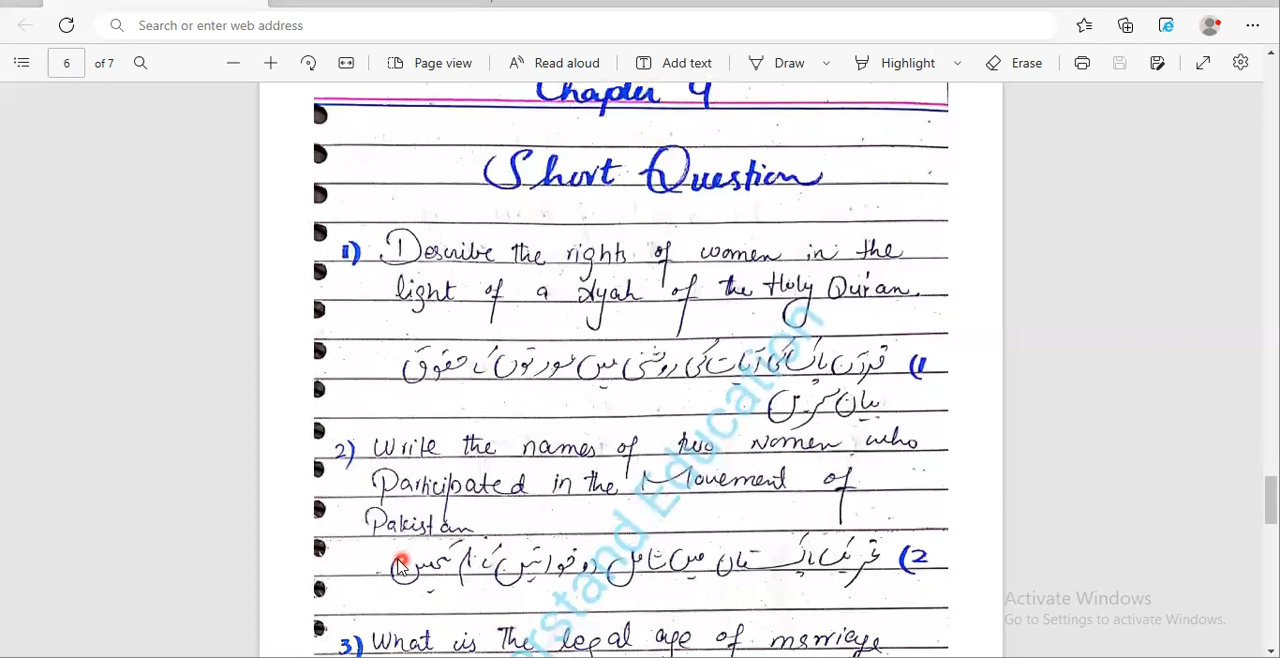 Search or enter web address
6 of 7 Page view Read aloud Add text Draw Highlight Erase
Chapter 4
Short Question
1) Describe the rights of women in the
light of a Ayah of the Holy Qur'an.
1) قرآن پاک کی آیات کی روشنی میں عورتوں کے حقوق
بیان کریں
2) Write the names of two women who
Participated in the Movement of
Pakistan
2) تحریک پاکستان میں شامل دو خواتین کے نام لکھیں
3) What is the legal age of marriage
erstand Education
Activate Windows
Go to Settings to activate Windows.